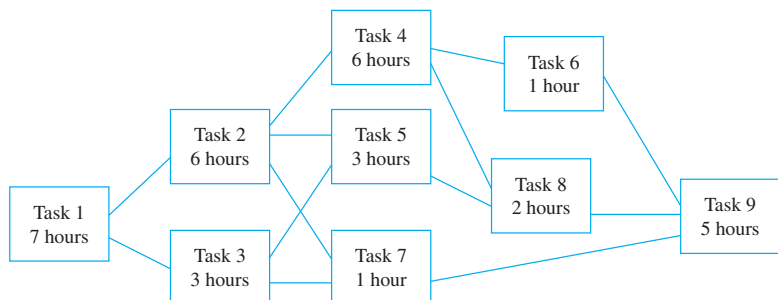 Task 1
7 hours
Task 2
6 hours
Task 3
3 hours
Task 4
6 hours
Task 5
3 hours
Task 7
1 hour
Task 6
1 hour
Task 8
2 hours
Task 9
5 hours